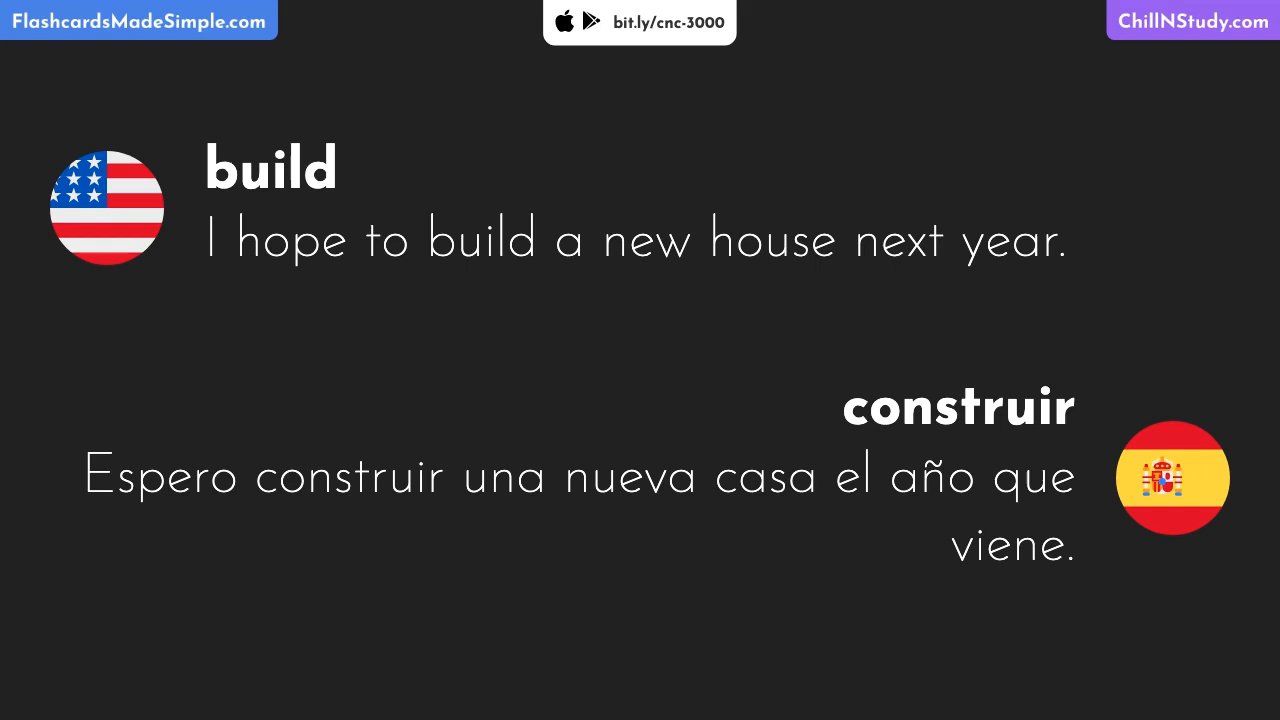 FlashcardsMadeSimple.com
bit.ly/cnc-3000
ChillNStudy.com
build
I hope to build a new house next year.
construir
Espero construir una nueva casa el año que
viene.